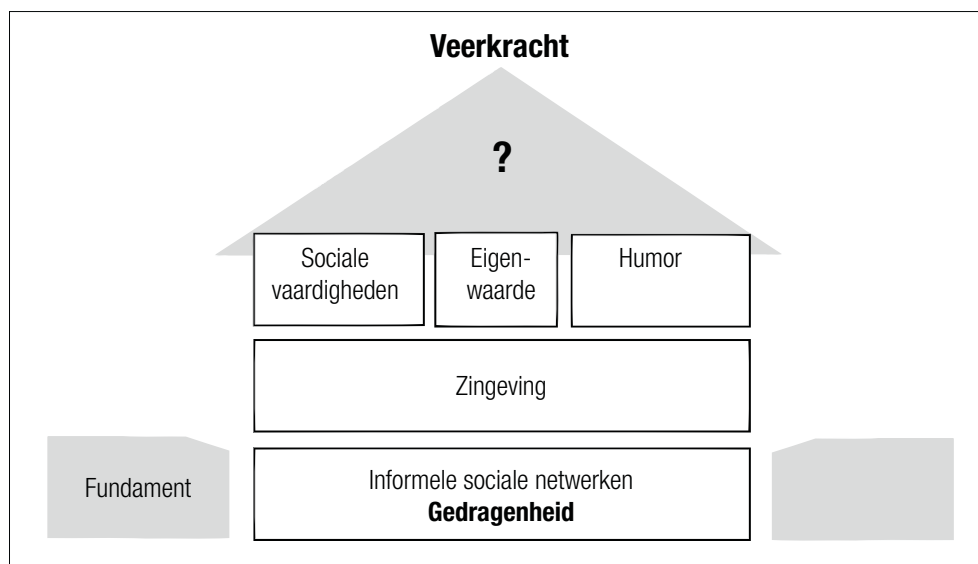 Veerkracht
?
Sociale
vaardigheden
Eigen-
waarde
Humor
Zingeving
Fundament
Informele sociale netwerken
Gedragenheid